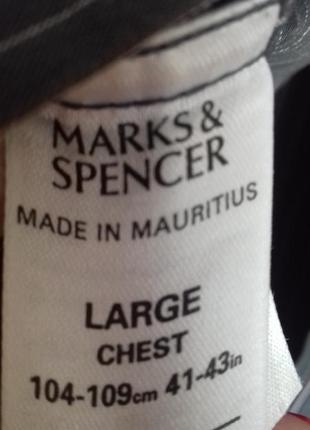 MARKS &
SPENCER
MADE IN MAURITIUS
LARGE
CHEST
104-109cm 41-43in